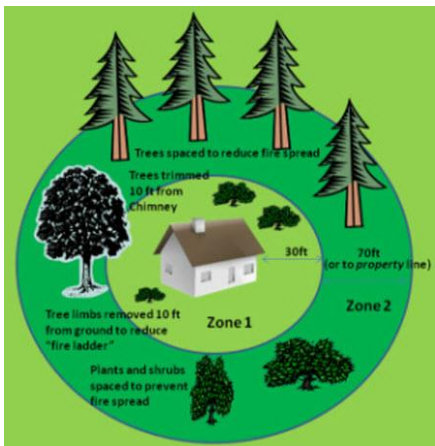 Trees spaced to reduce fire spread
Trees trimmed
10 ft from
Chimney
30ft
70ft
(or to property line)
Zone 1
Zone 2
Tree limbs removed 10 ft
from ground to reduce
"fire ladder"
Plants and shrubs
spaced to prevent
fire spread